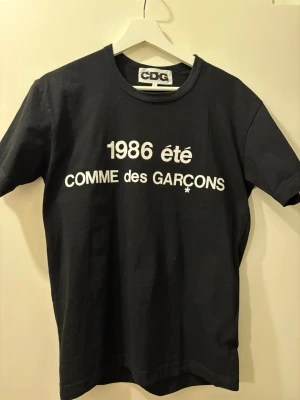 CDG
1986 été
COMME des GARÇONS